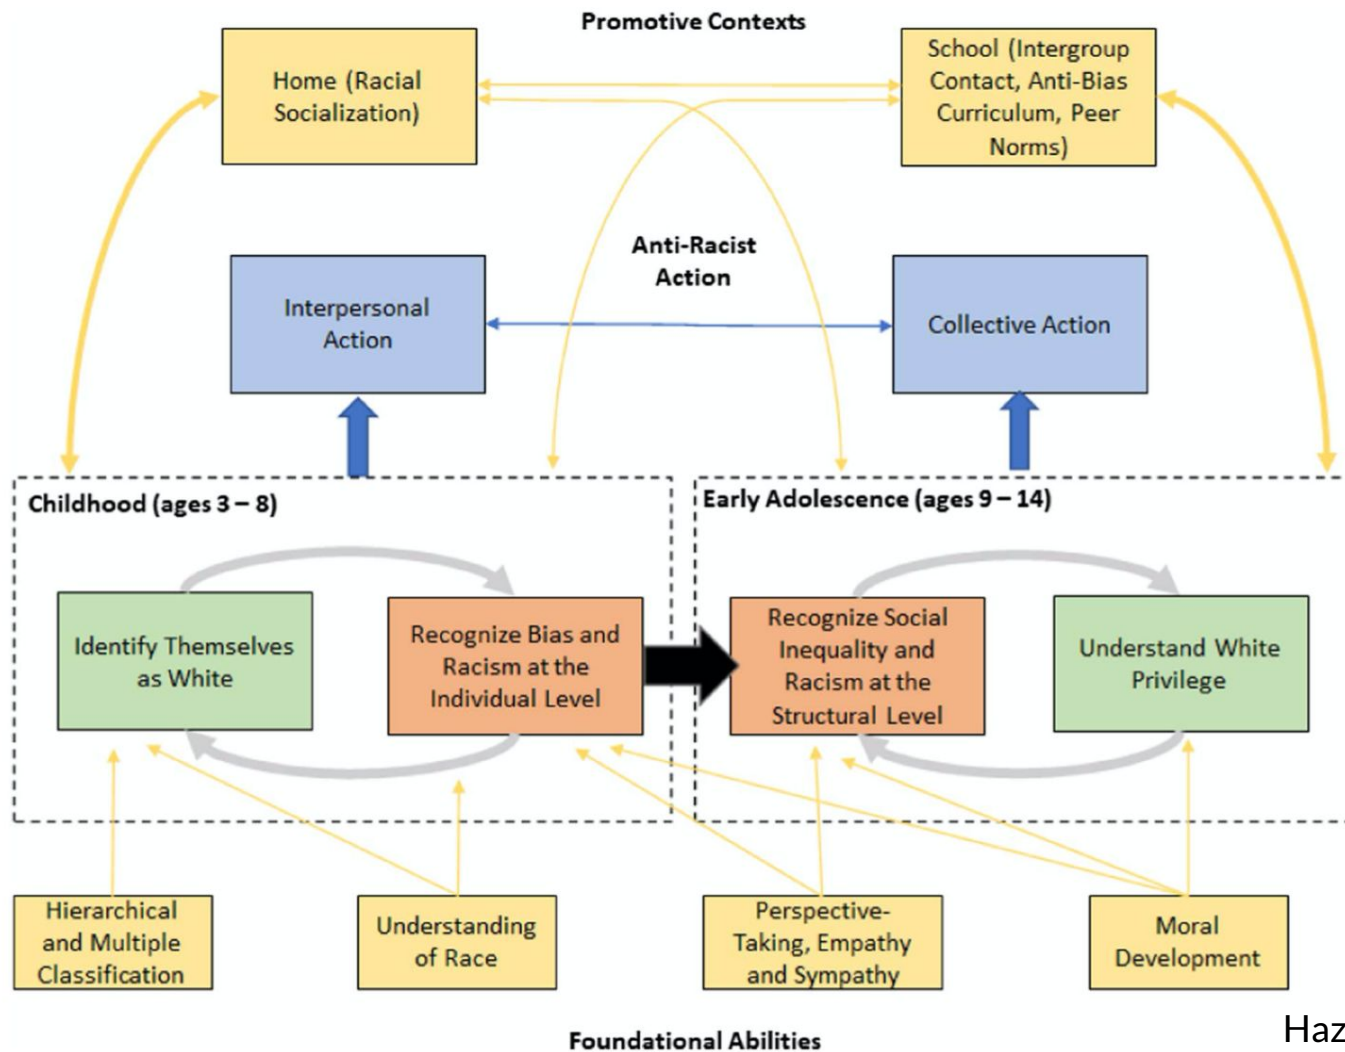 Promotive Contexts
Home (Racial
Socialization)
School (Intergroup
Contact, Anti-Bias
Curriculum, Peer
Norms)
Anti-Racist
Action
Interpersonal
Action
Collective Action
Childhood (ages 3 – 8)
Early Adolescence (ages 9 – 14)
Identify Themselves
as White
Recognize Bias and
Racism at the
Individual Level
Recognize Social
Inequality and
Racism at the
Structural Level
Understand White
Privilege
Hierarchical
and Multiple
Classification
Understanding
of Race
Perspective-
Taking, Empathy
and Sympathy
Moral
Development
Foundational Abilities
Haz